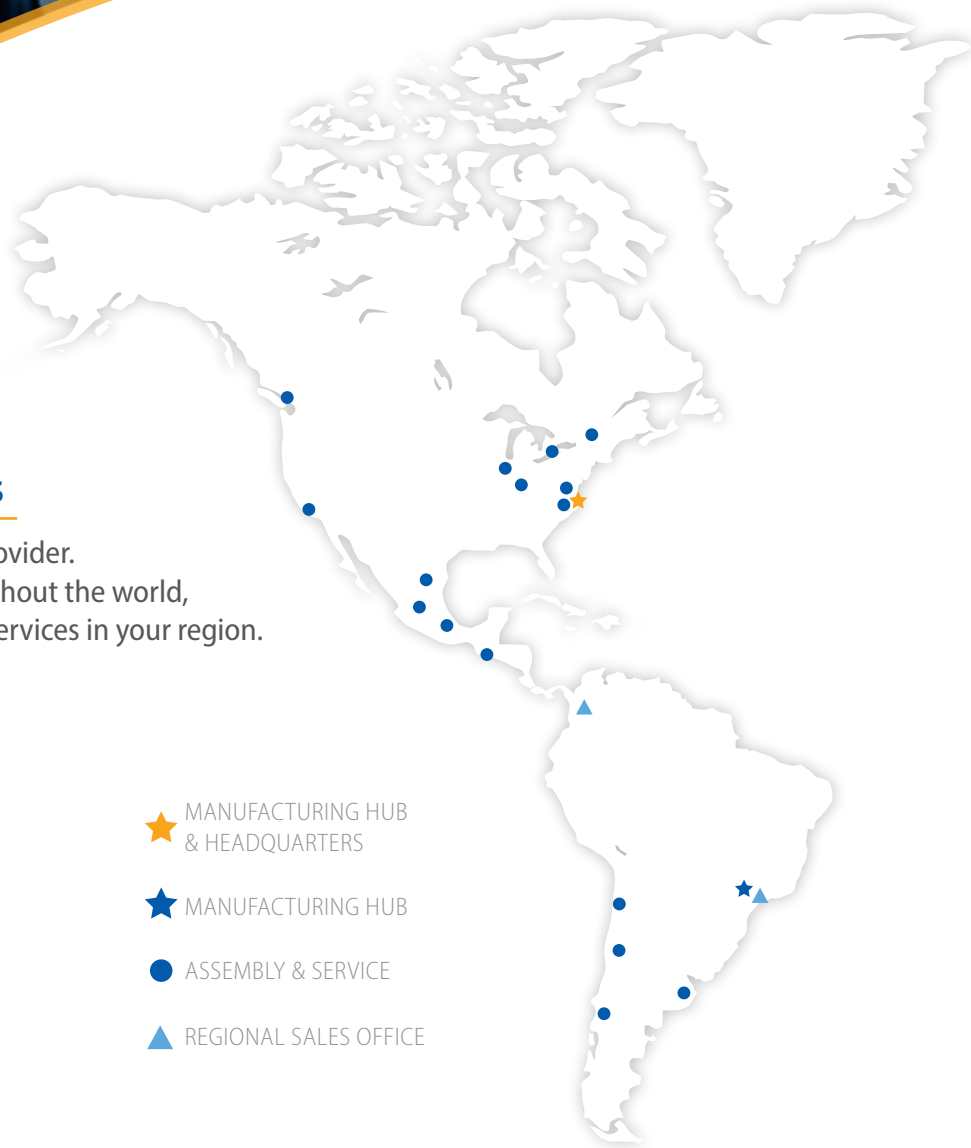 S
ovider.
hout the world,
ervices in your region.
MANUFACTURING HUB
& HEADQUARTERS
MANUFACTURING HUB
ASSEMBLY & SERVICE
REGIONAL SALES OFFICE